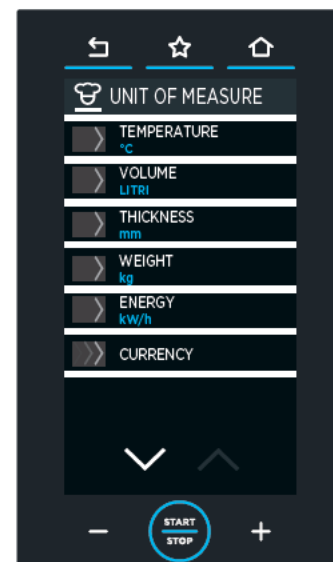 UNIT OF MEASURE
TEMPERATURE
°C
VOLUME
LITRI
THICKNESS
mm
WEIGHT
kg
ENERGY
kW/h
CURRENCY
START
STOP